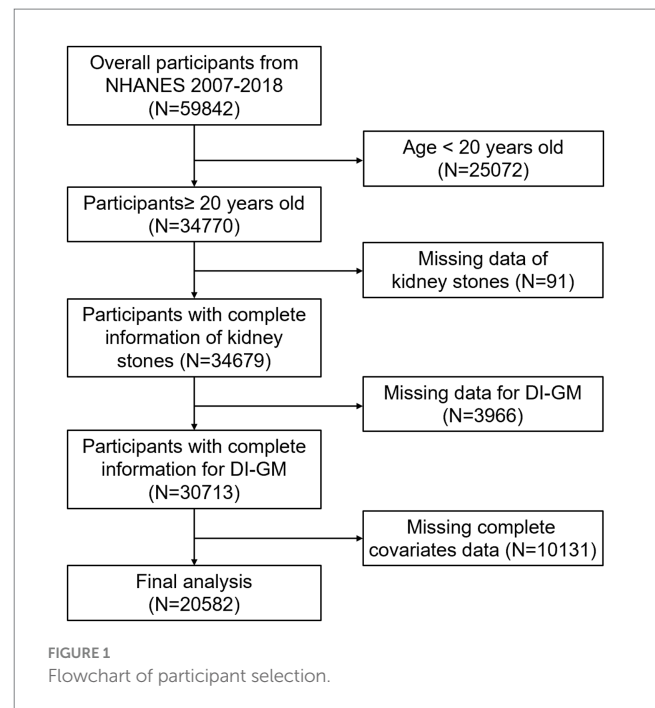 Overall participants from
NHANES 2007-2018
(N=59842)
Age < 20 years old
(N=25072)
Participants≥ 20 years old
(N=34770)
Missing data of
kidney stones (N=91)
Participants with complete
information of kidney
stones (N=34679)
Missing data for DI-GM
(N=3966)
Participants with complete
information for DI-GM
(N=30713)
Missing complete
covariates data (N=10131)
Final analysis
(N=20582)
FIGURE 1
Flowchart of participant selection.